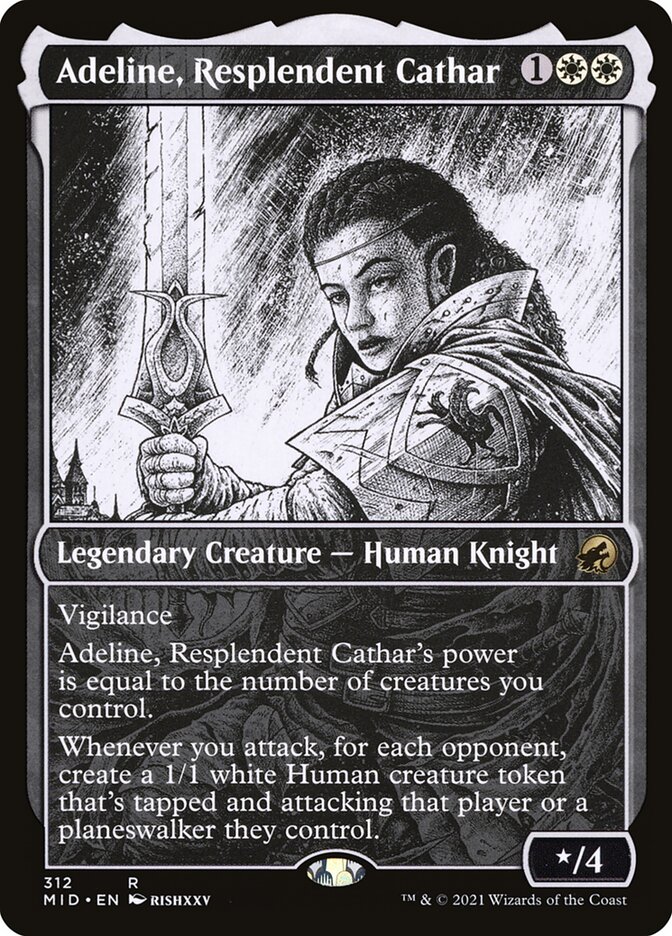 Adeline, Resplendent Cathar 1
Legendary Creature — Human Knight
Vigilance
Adeline, Resplendent Cathar's power
is equal to the number of creatures you
control.
Whenever you attack, for each opponent,
create a 1/1 white Human creature token
that's tapped and attacking that player or a
planeswalker they control.
★/4
312 R
MID • EN RISHXXV
™ & © 2021 Wizards of the Coast